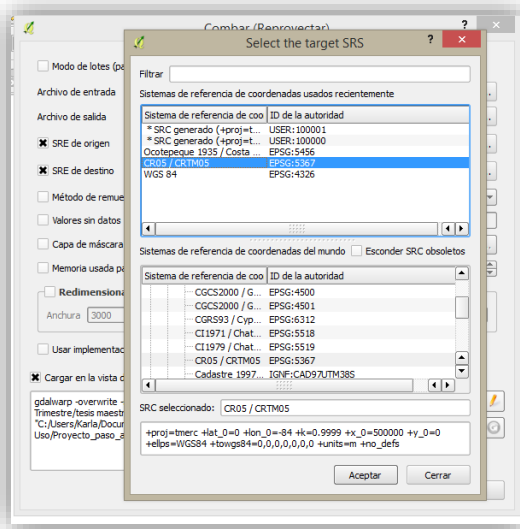 Combar (Reproyectar)
?
×
Modo de lotes (pa
Archivo de entrada
Archivo de salida
SRE de origen
SRE de destino
Método de remue
Valores sin datos
Capa de máscara
Memoria usada pa
Redimensiona
Anchura 3000
Usar implementac
Cargar en la vista d
gdalwarp -overwrite -
Trimestre/tesis maestr
"C:/Users/Karla/Docur
Uso/Proyecto_paso_a
Select the target SRS
?
×
Filtrar
Sistemas de referencia de coordenadas usados recientemente
Sistema de referencia de coo ID de la autoridad
* SRC generado (+proj=t... USER:100001
* SRC generado (+proj=t... USER:100000
Ocotepeque 1935 / Costa ... EPSG:5456
CR05 / CRTM05 EPSG:5367
WGS 84 EPSG:4326
Sistemas de referencia de coordenadas del mundo Esconder SRC obsoletos
Sistema de referencia de coo ID de la autoridad
CGCS2000 / G... EPSG:4500
CGCS2000 / G... EPSG:4501
CGRS93 / Cyp... EPSG:6312
CI1971 / Chat... EPSG:5518
CI1979 / Chat... EPSG:5519
CR05 / CRTM05 EPSG:5367
Cadastre 1997... IGNF:CAD97UTM38S
SRC seleccionado: CR05 / CRTM05
+proj=tmerc +lat_0=0 +lon_0=-84 +k=0.9999 +x_0=500000 +y_0=0
+ellps=WGS84 +towgs84=0,0,0,0,0,0,0 +units=m +no_defs
Aceptar
Cerrar